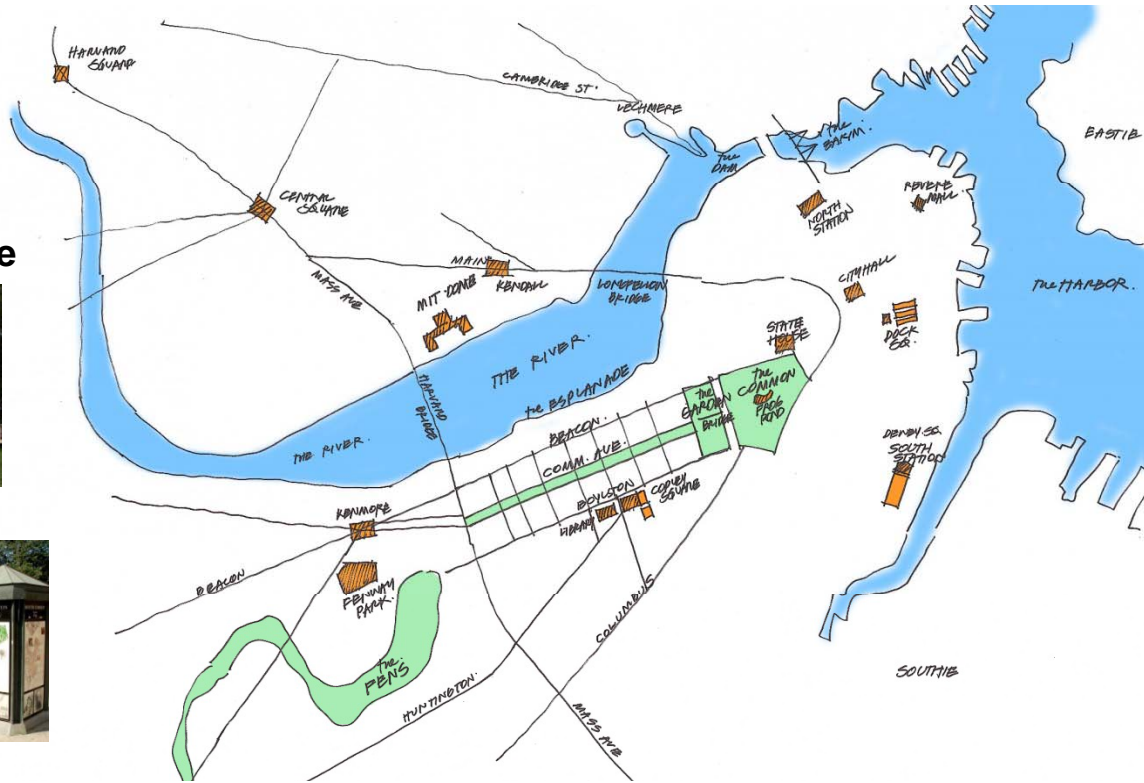 HARVARD
SQUARE
CAMBRIDGE ST.
LECHMERE
the
DAM
the
ZAKIM.
EASTIE
CENTRAL
SQUARE
NORTH
STATION
REVERE
MALL
e
MAIN
KENDALL
MASS AVE
MIT DOME
LONGFELLOW
BRIDGE
CITY HALL
THE HARBOR.
DOCK
SQ.
STATE
HOUSE
THE RIVER.
HARVARD
BRIDGE
the ESPLANADE
the
GARDEN
BRIDGE
the
COMMON
FROG
POND
BEACON
COMM. AVE.
THE RIVER.
DEWEY SQ.
SOUTH
STATION
BOYLSTON
COPLEY
SQUARE
LIBRARY
KENMORE
BEACON
FENWAY
PARK.
COLUMBUS
the
FENS
HUNTINGTON.
MASS AVE
SOUTHIE